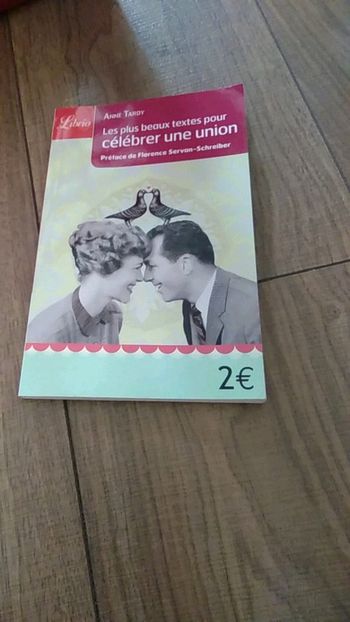 Librio
ANNE TARDY
Les plus beaux textes pour
célébrer une union
Préface de Florence Servan-Schreiber
2€